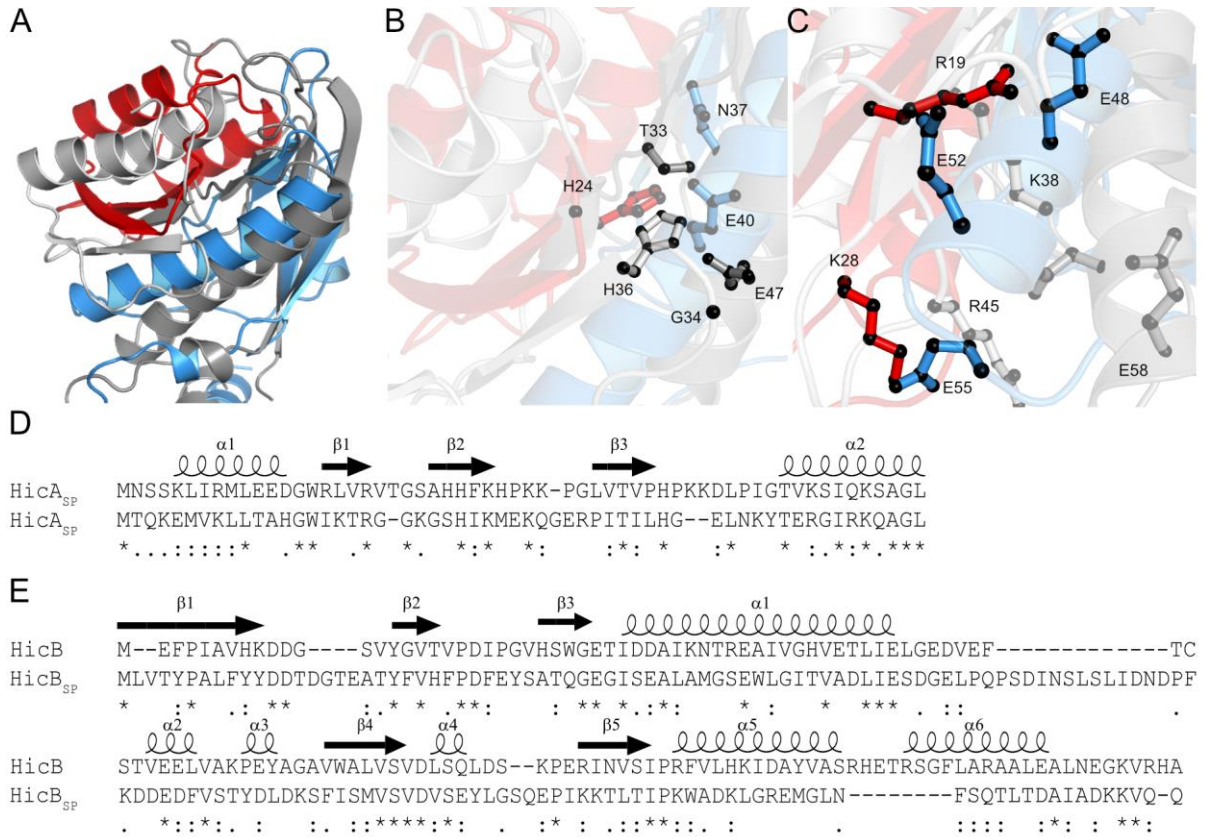 A
B
C
T33
N37
H24
E40
H36
E47
G34
R19
E48
E52
K38
K28
R45
E55
E58
D
α1 β1 β2 β3 α2
HicA_SP MNSSKLIRMLEEDGWRLVRVTGSAHHFKHPKK-PGLVTVPHPKKDLPIGTVKSIQKSAGL
HicA_SP MTQKEMVKLLTAHGWIKTRG-GKGSHIKMEKQGERPITILHG--ELNKYTERGIRKQAGL
*...:::::* .** .* *. *:* *: :*:* * .: * .*:*.***
E
β1 β2 β3 α1
HicB M--EFPIAVHKDDG----SVYGVTVPDIPGVHSWGETIDDAIKNTREAIVGHVETLIELGEDVEF--------------TC
HicB_SP MLVTYPALFYYDDTDGTEATYFVHFPDFEYSATQGEGISEALAMGSEWLGITVADLIESDGELPQPSDINSLSLIDNDPF
* :* .: ** :.* * .**: : ** *.:*: * : * *** . :: .
α2 α3 β4 α4 β5 α5 α6
HicB STVEELVAKPEYAGAVWALVSVDLSQLDS--KPERINVSIPRFVLHKIDAYVASRHETRSGFLARAALEALNEGKVRHA
HicB_SP KDDEDFVSTYDLDKSFISMVSVDVSEYLGSQEPIKKTLTIPKWADKLGREMGLN--------FSQTLTDAIADKKVQ-Q
. *::*:. : :. ::****:*: . :* : .::**:: : . ::: :*: : **: